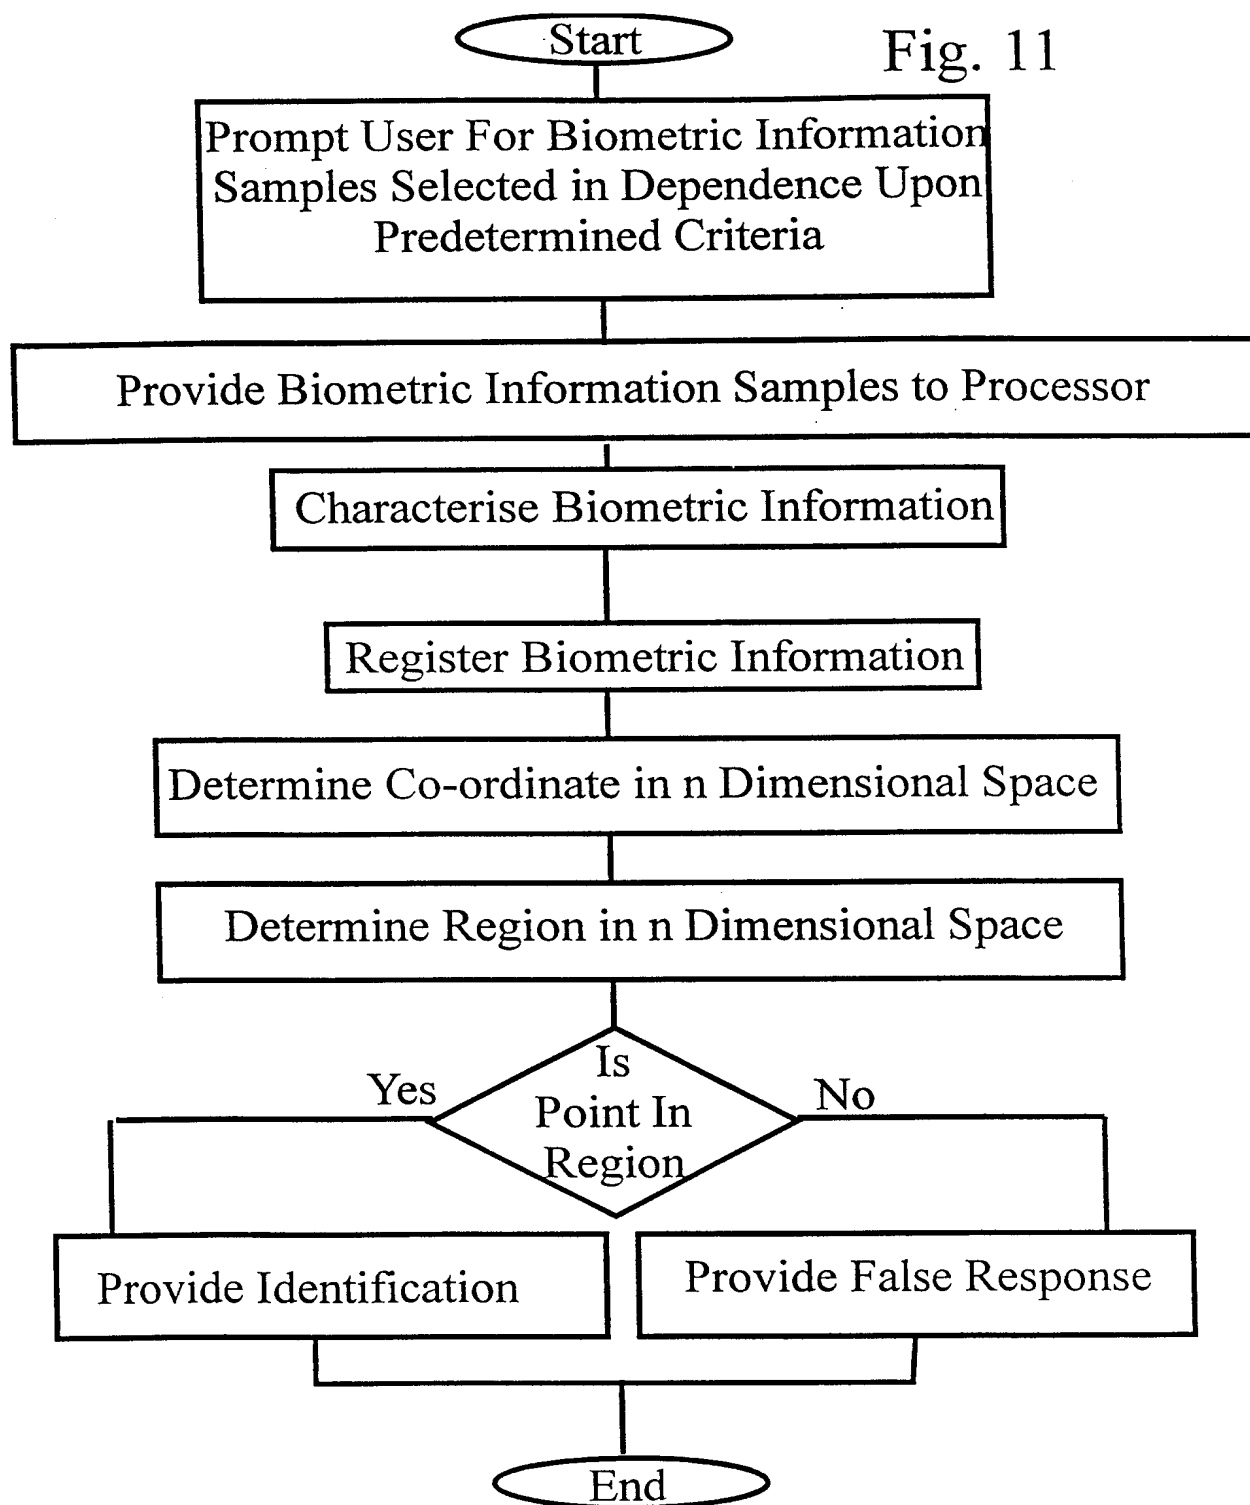 Start
Fig. 11
Prompt User For Biometric Information
Samples Selected in Dependence Upon
Predetermined Criteria
Provide Biometric Information Samples to Processor
Characterise Biometric Information
Register Biometric Information
Determine Co-ordinate in n Dimensional Space
Determine Region in n Dimensional Space
Is
Point In
Region
Yes
No
Provide Identification
Provide False Response
End